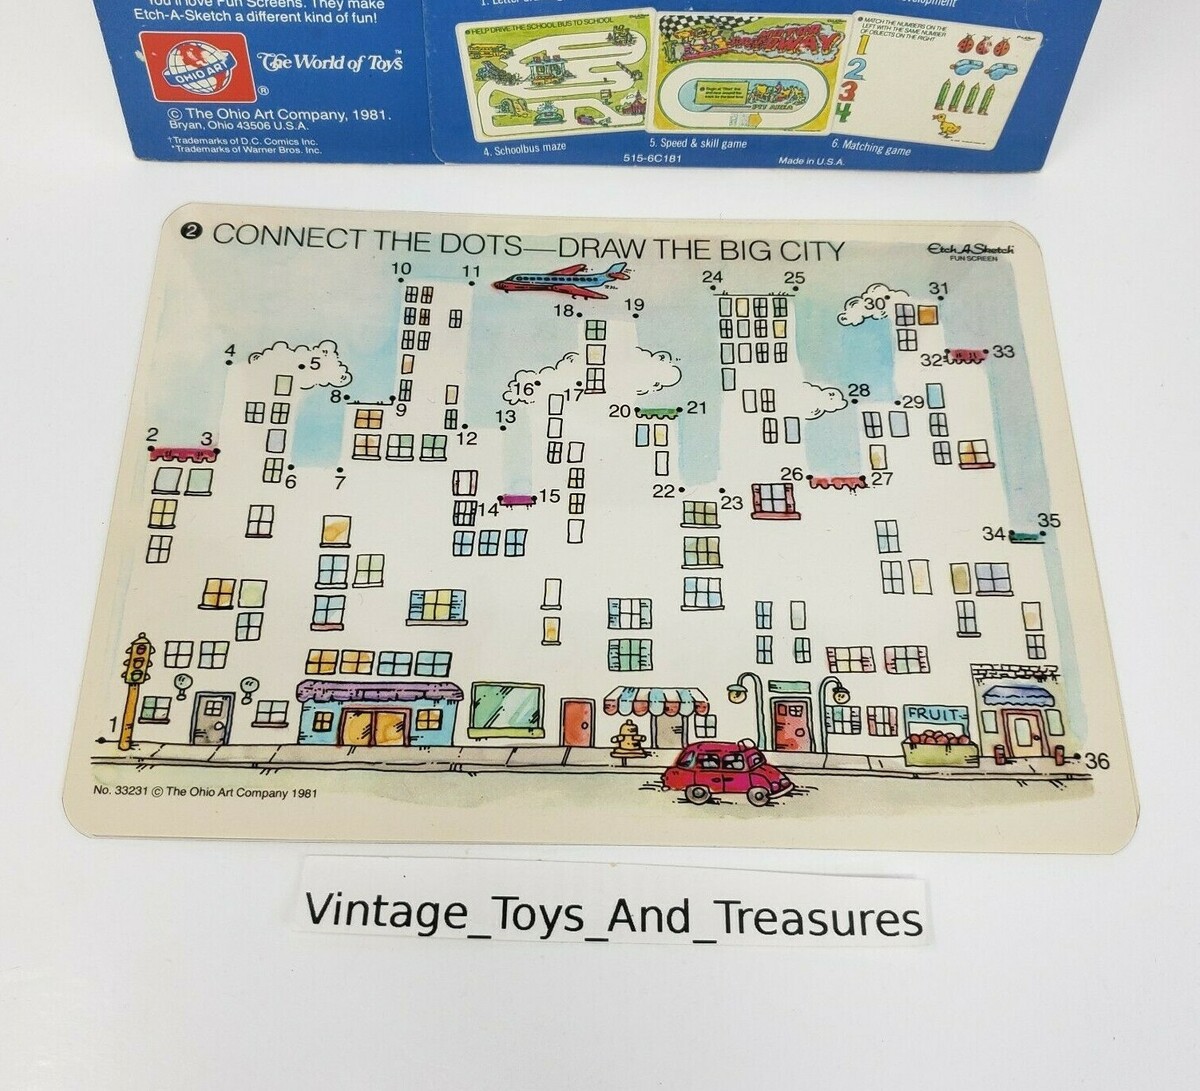 You'll love Fun Screens. They make
Etch-A-Sketch a different kind of fun!
OHIO ART
®
The World of Toys™
© The Ohio Art Company, 1981.
Bryan, Ohio 43506 U.S.A.
†Trademarks of D.C. Comics Inc.
*Trademarks of Warner Bros. Inc.
HELP DRIVE THE SCHOOL BUS TO SCHOOL
4. Schoolbus maze
PIT AREA
5. Speed & skill game
MATCH THE NUMBERS ON THE
LEFT WITH THE SAME NUMBER
OF OBJECTS ON THE RIGHT
1
2
3
4
6. Matching game
515-6C181
Made in U.S.A.
2 CONNECT THE DOTS—DRAW THE BIG CITY
Etch A Sketch
FUN SCREEN
10 11
24 25
18 19
30 31
4 5
32 33
8 9
16 17
28 29
12 13
20 21
2 3
6 7
26 27
22 23
14 15
34 35
1
FRUIT
36
No. 33231 © The Ohio Art Company 1981
Vintage_Toys_And_Treasures